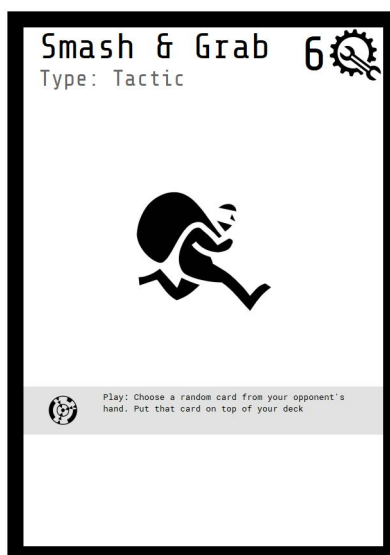 Smash & Grab 6
Type: Tactic
Play: Choose a random card from your opponent's
hand. Put that card on top of your deck